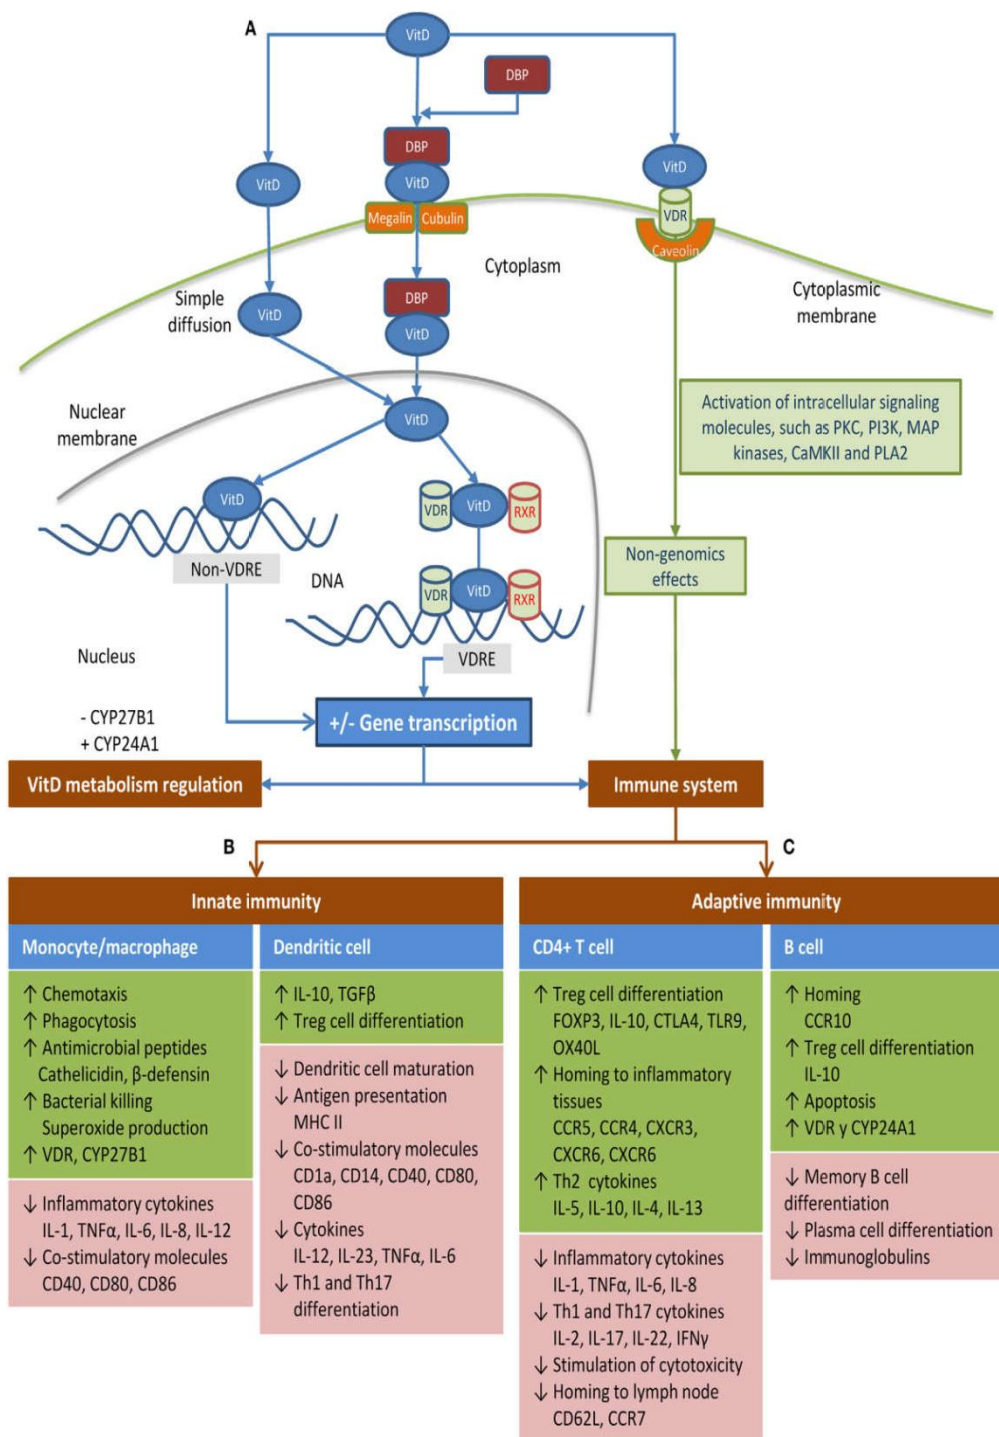 A
VitD
DBP
DBP
VitD
VitD
VitD
Megalin
Cubulin
VDR
Caveolin
Cytoplasm
Simple
diffusion
VitD
DBP
VitD
Cytoplasmic
membrane
Nuclear
membrane
VitD
Activation of intracellular signaling
molecules, such as PKC, PI3K, MAP
kinases, CaMKII and PLA2
VitD
VDR
VitD
RXR
Non-VDRE
DNA
VDR
VitD
RXR
Non-genomics
effects
Nucleus
VDRE
- CYP27B1
+ CYP24A1
+/- Gene transcription
VitD metabolism regulation
Immune system
B
C
Innate immunity
Monocyte/macrophage
↑ Chemotaxis
↑ Phagocytosis
↑ Antimicrobial peptides
Cathelicidin, β-defensin
↑ Bacterial killing
Superoxide production
↑ VDR, CYP27B1
↓ Inflammatory cytokines
IL-1, TNFα, IL-6, IL-8, IL-12
↓ Co-stimulatory molecules
CD40, CD80, CD86
Dendritic cell
↑ IL-10, TGFβ
↑ Treg cell differentiation
↓ Dendritic cell maturation
↓ Antigen presentation
MHC II
↓ Co-stimulatory molecules
CD1a, CD14, CD40, CD80,
CD86
↓ Cytokines
IL-12, IL-23, TNFα, IL-6
↓ Th1 and Th17
differentiation
Adaptive immunity
CD4+ T cell
↑ Treg cell differentiation
FOXP3, IL-10, CTLA4, TLR9,
OX40L
↑ Homing to inflammatory
tissues
CCR5, CCR4, CXCR3,
CXCR6, CXCR6
↑ Th2 cytokines
IL-5, IL-10, IL-4, IL-13
↓ Inflammatory cytokines
IL-1, TNFα, IL-6, IL-8
↓ Th1 and Th17 cytokines
IL-2, IL-17, IL-22, IFNγ
↓ Stimulation of cytotoxicity
↓ Homing to lymph node
CD62L, CCR7
B cell
↑ Homing
CCR10
↑ Treg cell differentiation
IL-10
↑ Apoptosis
↑ VDR y CYP24A1
↓ Memory B cell
differentiation
↓ Plasma cell differentiation
↓ Immunoglobulins